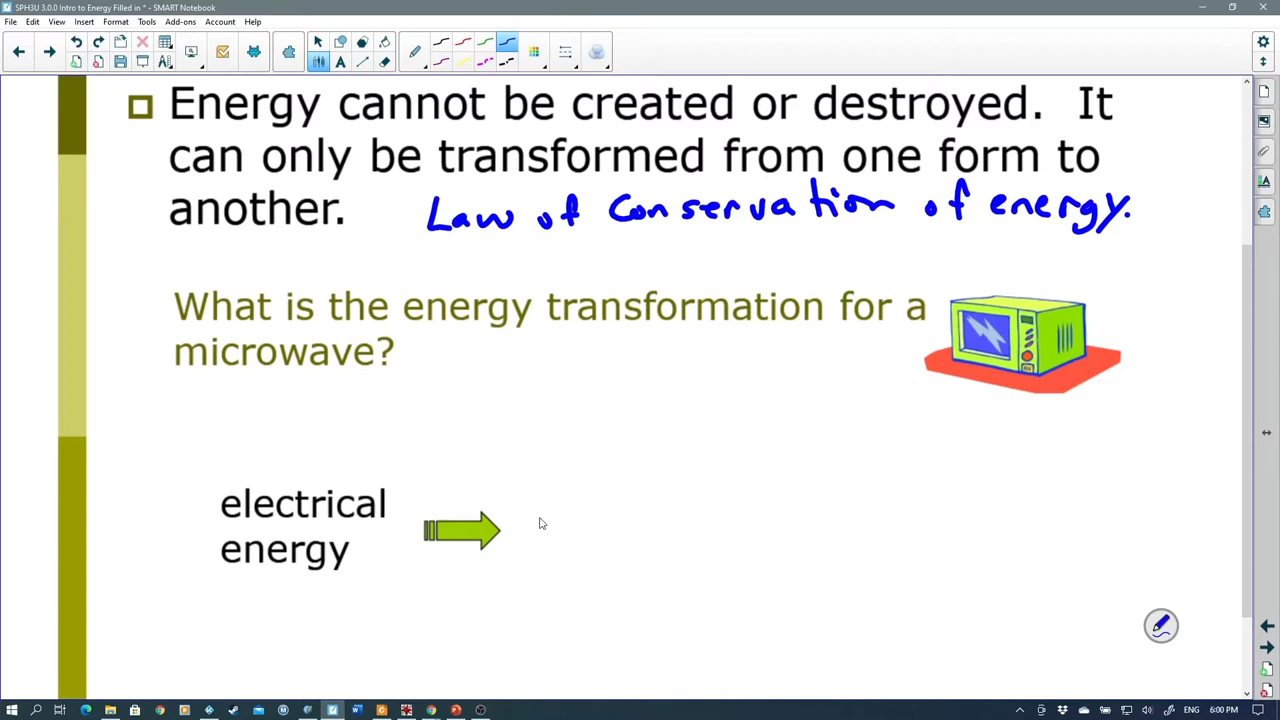 SPH3U 3.0.0 Intro to Energy Filled in * - SMART Notebook
File Edit View Insert Format Tools Add-ons Account Help
Energy cannot be created or destroyed. It
can only be transformed from one form to
another. Law of conservation of energy.
What is the energy transformation for a
microwave?
electrical
energy
ENG 6:00 PM